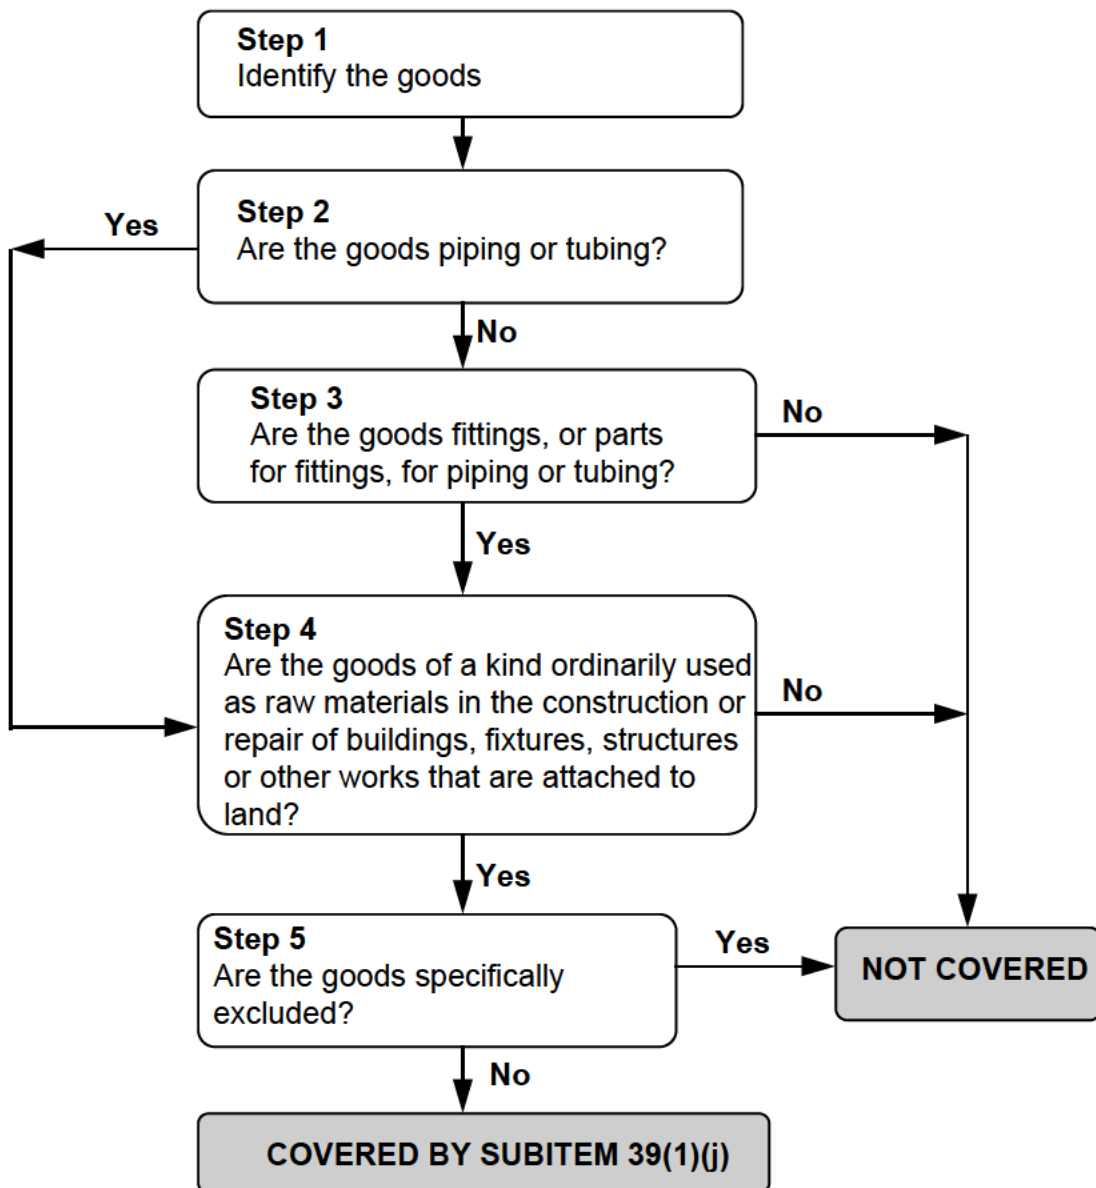 Step 1
Identify the goods
Step 2
Are the goods piping or tubing?
Yes
No
Step 3
Are the goods fittings, or parts
for fittings, for piping or tubing?
No
Yes
Step 4
Are the goods of a kind ordinarily used
as raw materials in the construction or
repair of buildings, fixtures, structures
or other works that are attached to
land?
No
Yes
Step 5
Are the goods specifically
excluded?
Yes
NOT COVERED
No
COVERED BY SUBITEM 39(1)(j)